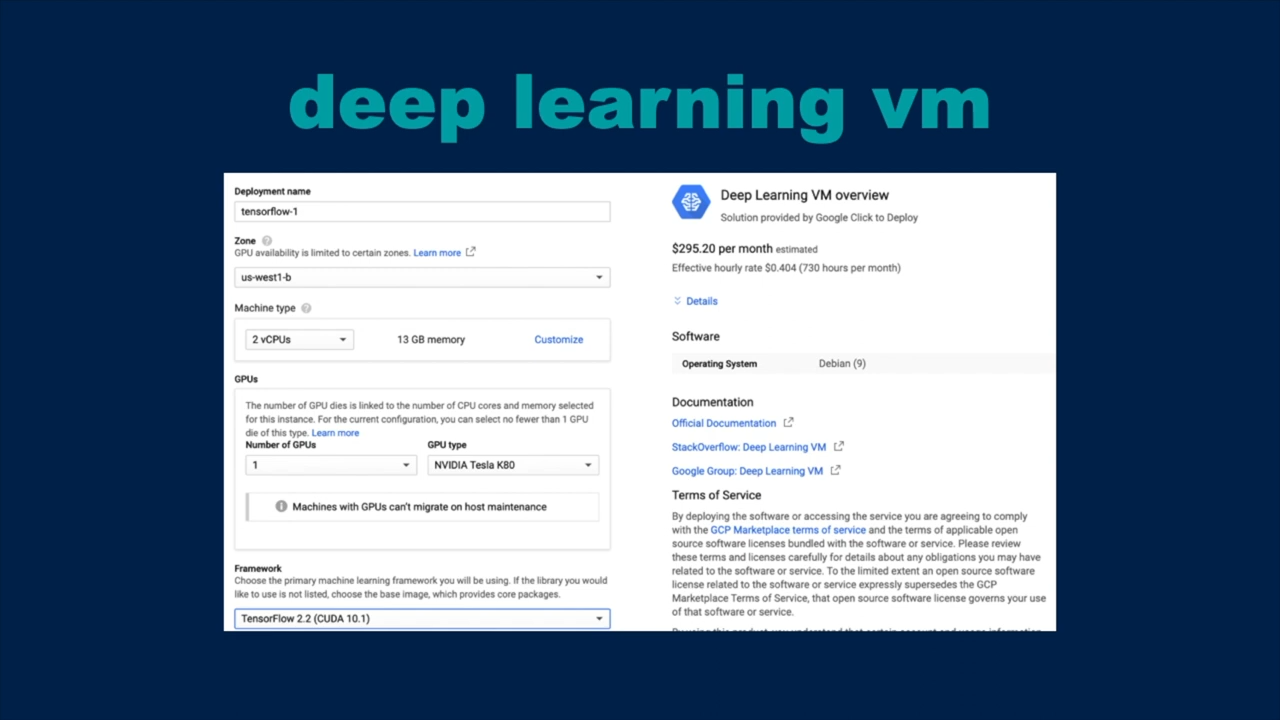 deep learning vm
Deployment name
tensorflow-1
Zone
GPU availability is limited to certain zones. Learn more
us-west1-b
Machine type
2 vCPUs
13 GB memory
Customize
GPUs
The number of GPU dies is linked to the number of CPU cores and memory selected
for this instance. For the current configuration, you can select no fewer than 1 GPU
die of this type. Learn more
Number of GPUs
GPU type
1
NVIDIA Tesla K80
Machines with GPUs can't migrate on host maintenance
Framework
Choose the primary machine learning framework you will be using. If the library you would
like to use is not listed, choose the base image, which provides core packages.
TensorFlow 2.2 (CUDA 10.1)
Deep Learning VM overview
Solution provided by Google Click to Deploy
$295.20 per month estimated
Effective hourly rate $0.404 (730 hours per month)
Details
Software
Operating System
Debian (9)
Documentation
Official Documentation
StackOverflow: Deep Learning VM
Google Group: Deep Learning VM
Terms of Service
By deploying the software or accessing the service you are agreeing to comply
with the GCP Marketplace terms of service and the terms of applicable open
source software licenses bundled with the software or service. Please review
these terms and licenses carefully for details about any obligations you may have
related to the software or service. To the limited extent an open source software
license related to the software or service expressly supersedes the GCP
Marketplace Terms of Service, that open source software license governs your use
of that software or service.